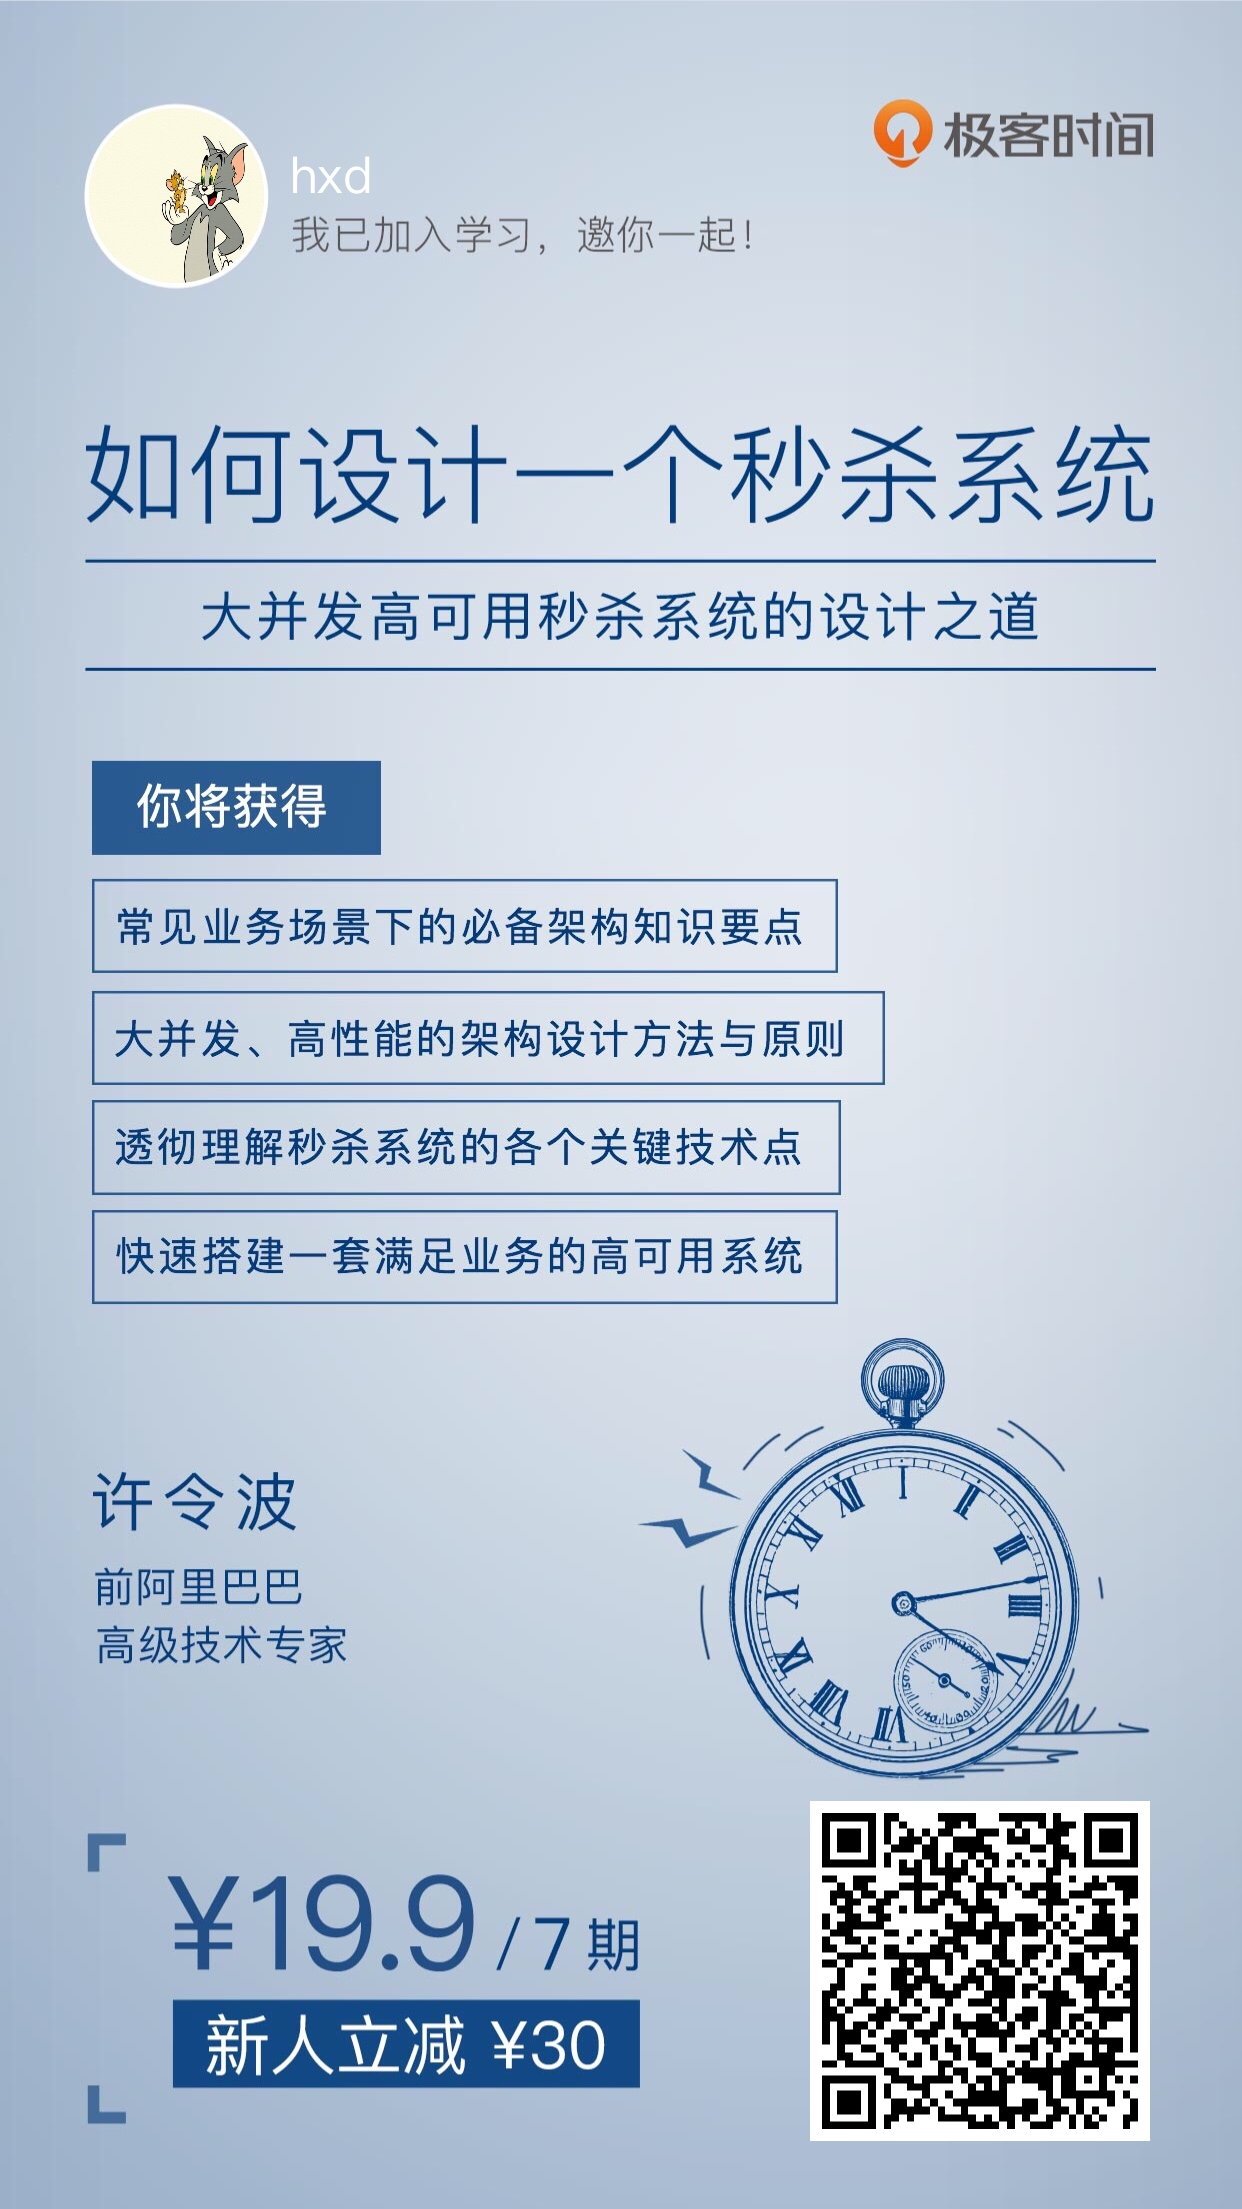 极客时间
hxd
我已加入学习，邀你一起！
如何设计一个秒杀系统
大并发高可用秒杀系统的设计之道
你将获得
常见业务场景下的必备架构知识要点
大并发、高性能的架构设计方法与原则
透彻理解秒杀系统的各个关键技术点
快速搭建一套满足业务的高可用系统
许令波
前阿里巴巴
高级技术专家
¥19.9 / 7 期
新人立减 ¥30